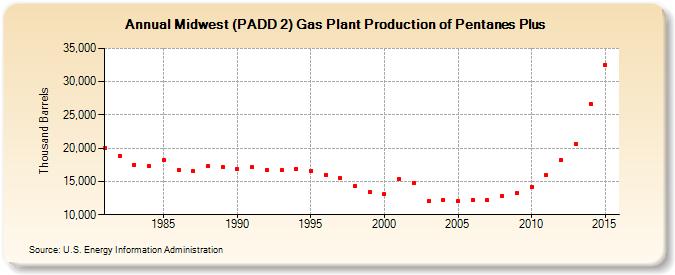 Annual Midwest (PADD 2) Gas Plant Production of Pentanes Plus
Thousand Barrels
35,000
30,000
25,000
20,000
15,000
10,000
1985 1990 1995 2000 2005 2010 2015
Source: U.S. Energy Information Administration